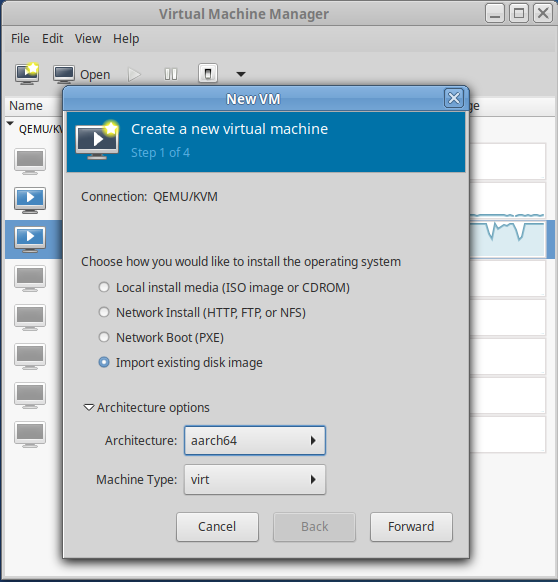 Virtual Machine Manager
File Edit View Help
Open
Name
QEMU/KV
New VM
Create a new virtual machine
Step 1 of 4
Connection: QEMU/KVM
Choose how you would like to install the operating system
Local install media (ISO image or CDROM)
Network Install (HTTP, FTP, or NFS)
Network Boot (PXE)
Import existing disk image
Architecture options
Architecture: aarch64
Machine Type: virt
Cancel Back Forward